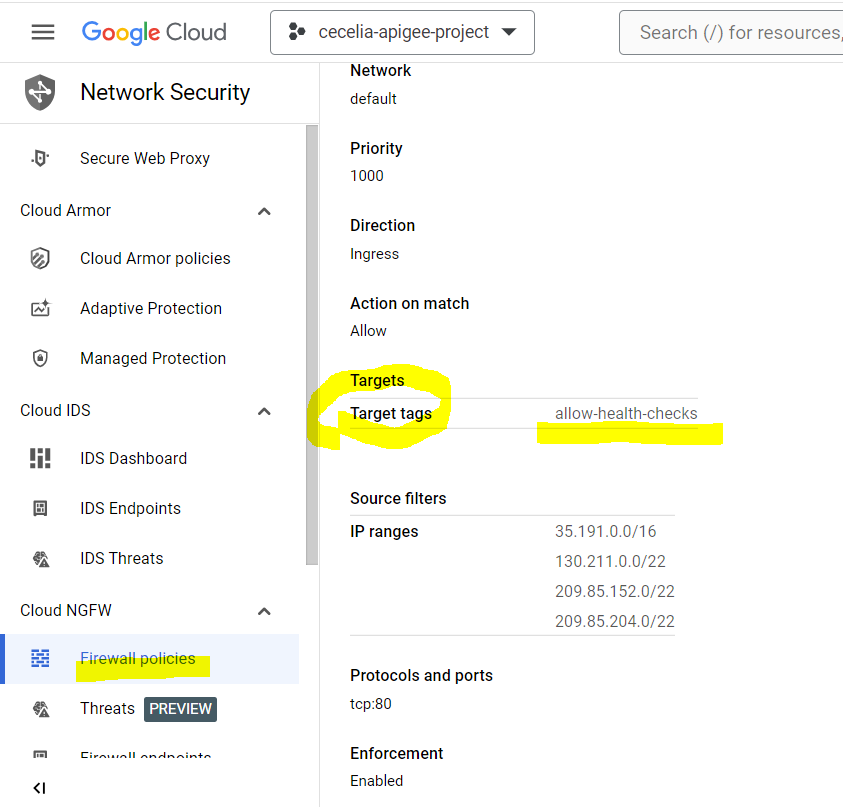 Google Cloud
cecelia-apigee-project
Search (/) for resources,
Network Security
Secure Web Proxy
Cloud Armor
Cloud Armor policies
Adaptive Protection
Managed Protection
Cloud IDS
IDS Dashboard
IDS Endpoints
IDS Threats
Cloud NGFW
Firewall policies
Threats PREVIEW
Firewall endpoints
Network
default
Priority
1000
Direction
Ingress
Action on match
Allow
Targets
Target tags allow-health-checks
Source filters
IP ranges 35.191.0.0/16
130.211.0.0/22
209.85.152.0/22
209.85.204.0/22
Protocols and ports
tcp:80
Enforcement
Enabled